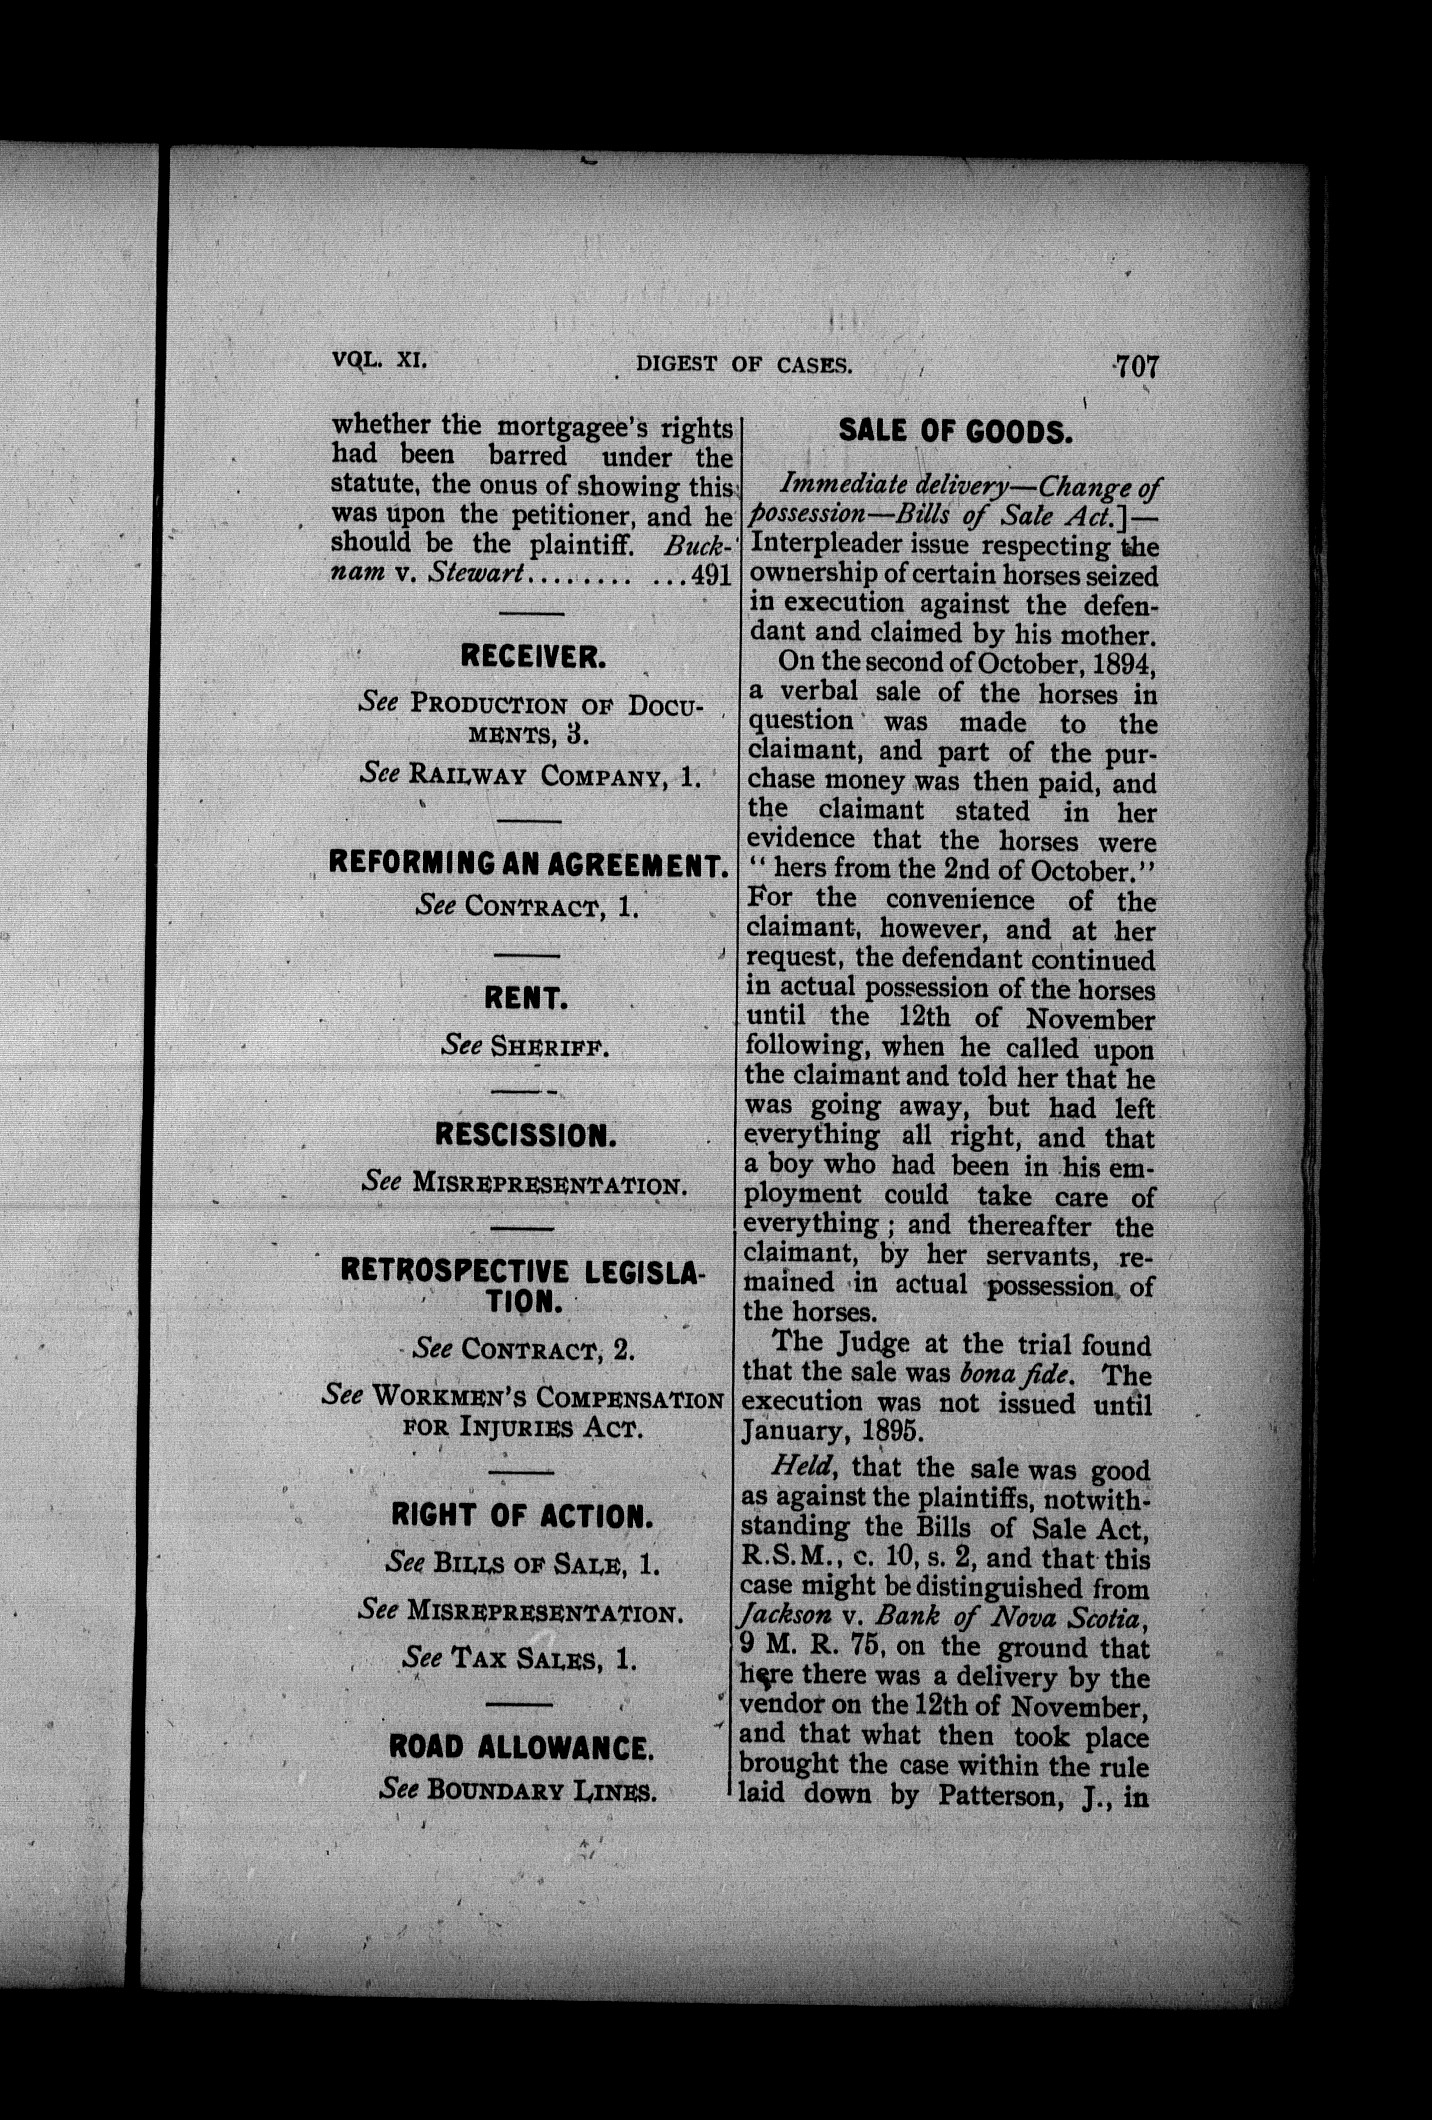 VOL. XI.
DIGEST OF CASES.
707
whether the mortgagee's rights
had been barred under the
statute, the onus of showing this
was upon the petitioner, and he
should be the plaintiff. Buck-
nam v. Stewart.......... ...491
RECEIVER.
See PRODUCTION OF DOCU-
MENTS, 3.
See RAILWAY COMPANY, 1.
REFORMING AN AGREEMENT.
See CONTRACT, 1.
RENT.
See SHERIFF.
RESCISSION.
See MISREPRESENTATION.
RETROSPECTIVE LEGISLA-
TION.
See CONTRACT, 2.
See WORKMEN'S COMPENSATION
FOR INJURIES ACT.
RIGHT OF ACTION.
See BILLS OF SALE, 1.
See MISREPRESENTATION.
See TAX SALES, 1.
ROAD ALLOWANCE.
See BOUNDARY LINES.
SALE OF GOODS.
Immediate delivery—Change of
possession—Bills of Sale Act.]—
Interpleader issue respecting the
ownership of certain horses seized
in execution against the defen-
dant and claimed by his mother.
On the second of October, 1894,
a verbal sale of the horses in
question was made to the
claimant, and part of the pur-
chase money was then paid, and
the claimant stated in her
evidence that the horses were
"hers from the 2nd of October."
For the convenience of the
claimant, however, and at her
request, the defendant continued
in actual possession of the horses
until the 12th of November
following, when he called upon
the claimant and told her that he
was going away, but had left
everything all right, and that
a boy who had been in his em-
ployment could take care of
everything; and thereafter the
claimant, by her servants, re-
mained in actual possession of
the horses.
The Judge at the trial found
that the sale was bona fide. The
execution was not issued until
January, 1895.
Held, that the sale was good
as against the plaintiffs, notwith-
standing the Bills of Sale Act,
R.S.M., c. 10, s. 2, and that this
case might be distinguished from
Jackson v. Bank of Nova Scotia,
9 M. R. 75, on the ground that
here there was a delivery by the
vendor on the 12th of November,
and that what then took place
brought the case within the rule
laid down by Patterson, J., in